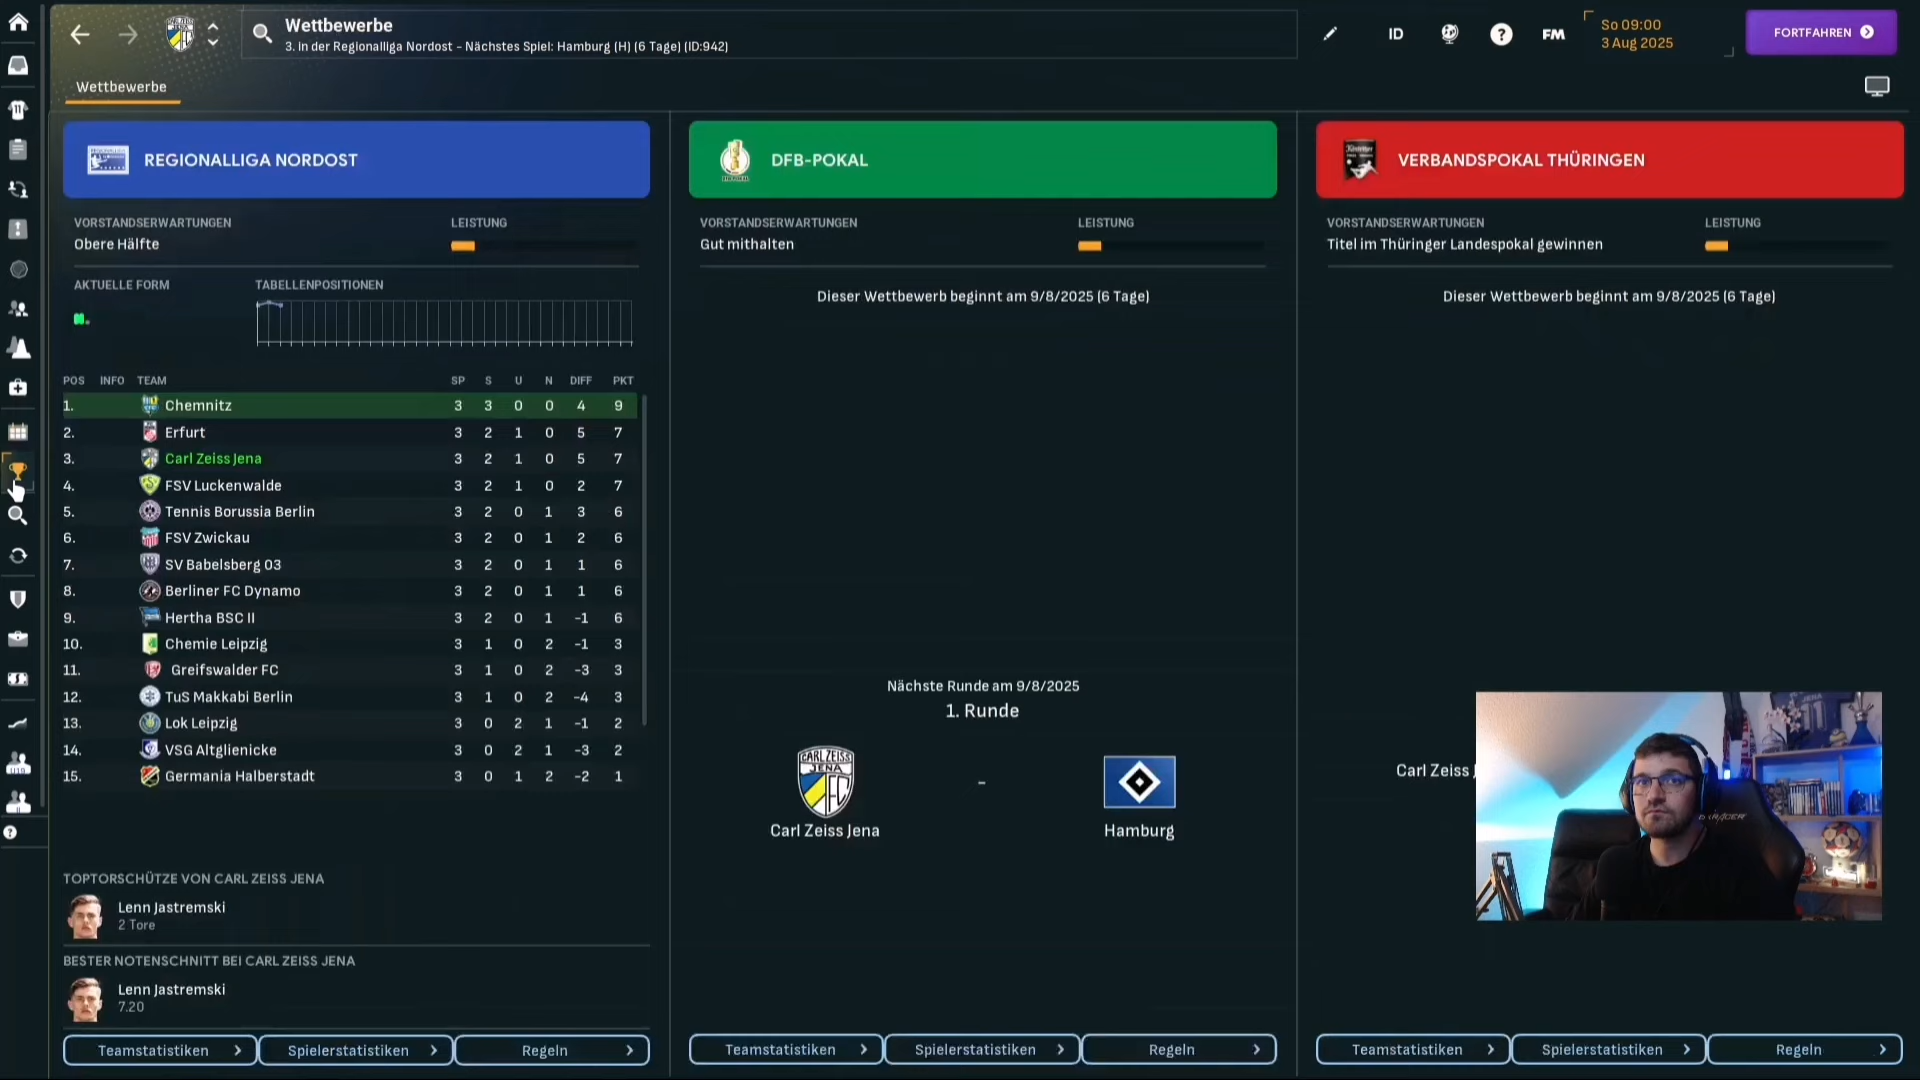 Wettbewerbe
3. in der Regionalliga Nordost - Nächstes Spiel: Hamburg (H) (6 Tage) (ID:942)
ID
FM
So 09:00
3 Aug 2025
FORTFAHREN
Wettbewerbe
REGIONALLIGA NORDOST
VORSTANDSERWARTUNGEN LEISTUNG
Obere Hälfte
AKTUELLE FORM TABELLENPOSITIONEN
POS INFO TEAM SP S U N DIFF PKT
1. Chemnitz 3 3 0 0 4 9
2. Erfurt 3 2 1 0 5 7
3. Carl Zeiss Jena 3 2 1 0 5 7
4. FSV Luckenwalde 3 2 1 0 2 7
5. Tennis Borussia Berlin 3 2 0 1 3 6
6. FSV Zwickau 3 2 0 1 2 6
7. SV Babelsberg 03 3 2 0 1 1 6
8. Berliner FC Dynamo 3 2 0 1 1 6
9. Hertha BSC II 3 2 0 1 -1 6
10. Chemie Leipzig 3 1 0 2 -1 3
11. Greifswalder FC 3 1 0 2 -3 3
12. TuS Makkabi Berlin 3 1 0 2 -4 3
13. Lok Leipzig 3 0 2 1 -1 2
14. VSG Altglienicke 3 0 2 1 -3 2
15. Germania Halberstadt 3 0 1 2 -2 1
TOPTORSCHÜTZE VON CARL ZEISS JENA
Lenn Jastremski
2 Tore
BESTER NOTENSCHNITT BEI CARL ZEISS JENA
Lenn Jastremski
7.20
Teamstatistiken Spielerstatistiken Regeln
DFB-POKAL
VORSTANDSERWARTUNGEN LEISTUNG
Gut mithalten
Dieser Wettbewerb beginnt am 9/8/2025 (6 Tage)
Nächste Runde am 9/8/2025
1. Runde
CARL ZEISS
JENA
FC
-
Carl Zeiss Jena Hamburg
Teamstatistiken Spielerstatistiken Regeln
VERBANDSPOKAL THÜRINGEN
VORSTANDSERWARTUNGEN LEISTUNG
Titel im Thüringer Landespokal gewinnen
Dieser Wettbewerb beginnt am 9/8/2025 (6 Tage)
Carl Zeiss
Teamstatistiken Spielerstatistiken Regeln